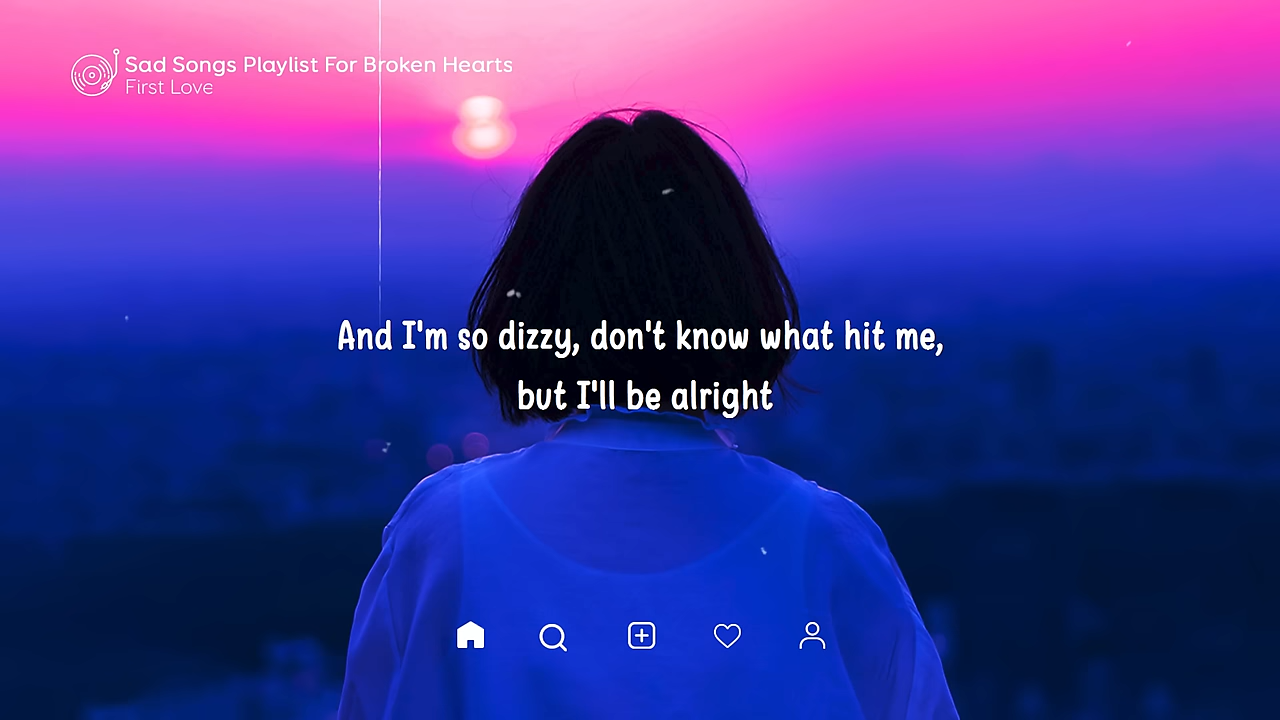 Sad Songs Playlist For Broken Hearts
First Love
And I'm so dizzy, don't know what hit me,
but I'll be alright